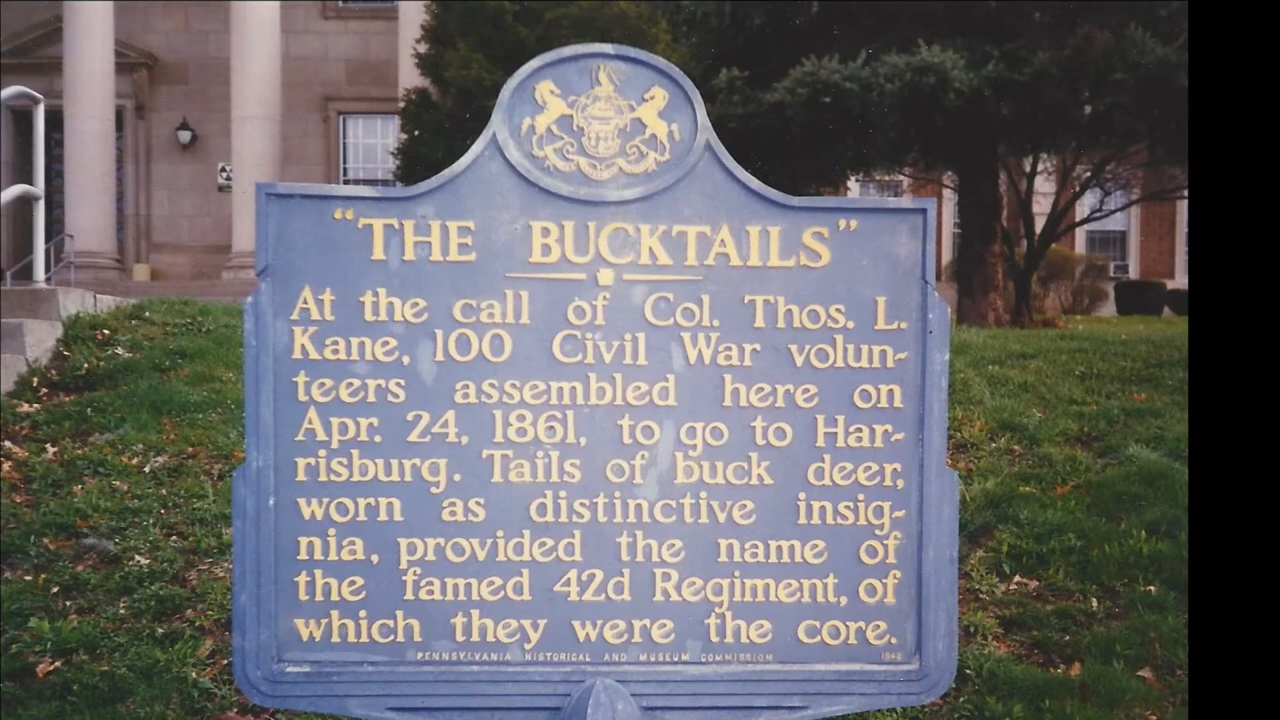 "THE BUCKTAILS"
At the call of Col. Thos. L.
Kane, 100 Civil War volun-
teers assembled here on
Apr. 24, 1861, to go to Har-
risburg. Tails of buck deer,
worn as distinctive insig-
nia, provided the name of
the famed 42d Regiment, of
which they were the core.
PENNSYLVANIA HISTORICAL AND MUSEUM COMMISSION